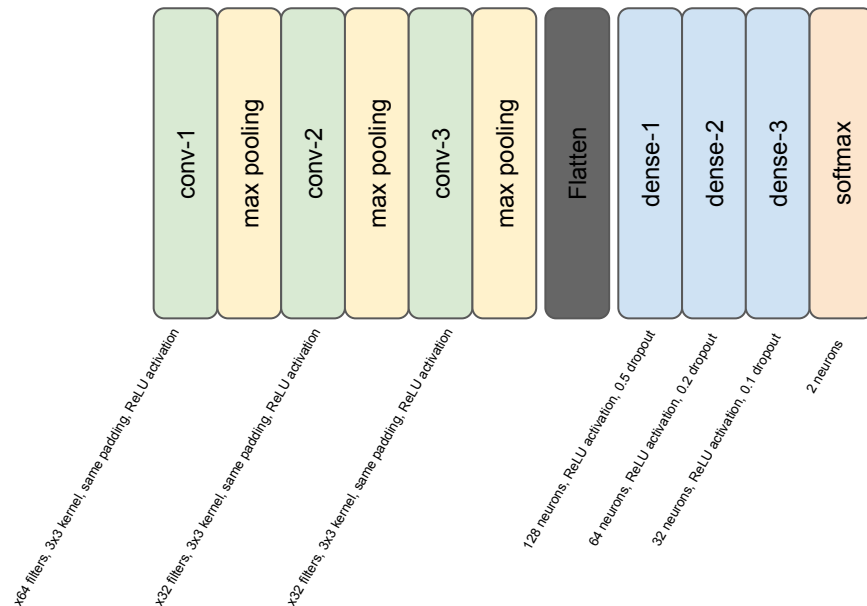 conv-1
max pooling
conv-2
max pooling
conv-3
max pooling
Flatten
dense-1
dense-2
dense-3
softmax
x64 filters, 3x3 kernel, same padding, ReLU activation
x32 filters, 3x3 kernel, same padding, ReLU activation
x32 filters, 3x3 kernel, same padding, ReLU activation
128 neurons, ReLU activation, 0.5 dropout
64 neurons, ReLU activation, 0.2 dropout
32 neurons, ReLU activation, 0.1 dropout
2 neurons